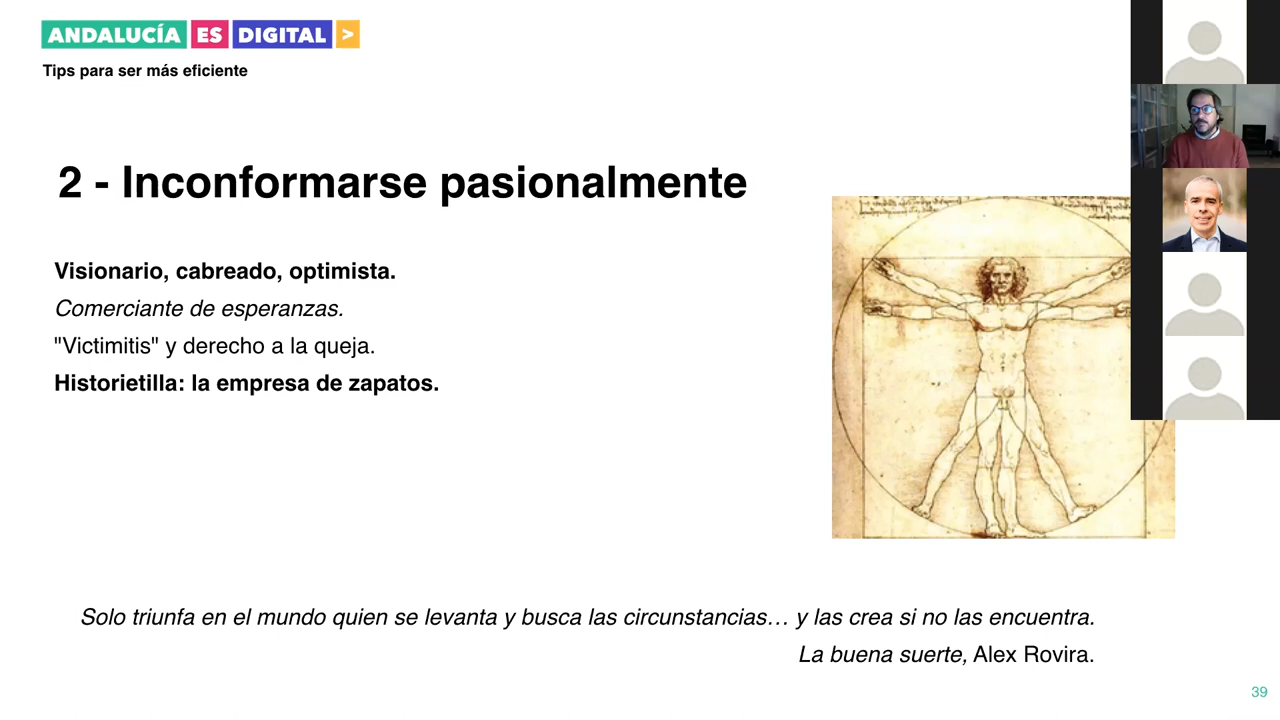 ANDALUCÍA ES DIGITAL >
Tips para ser más eficiente
2 - Inconformarse pasionalmente
Visionario, cabreado, optimista.
Comerciante de esperanzas.
"Victimitis" y derecho a la queja.
Historietilla: la empresa de zapatos.
Solo triunfa en el mundo quien se levanta y busca las circunstancias… y las crea si no las encuentra.
La buena suerte, Alex Rovira.
39